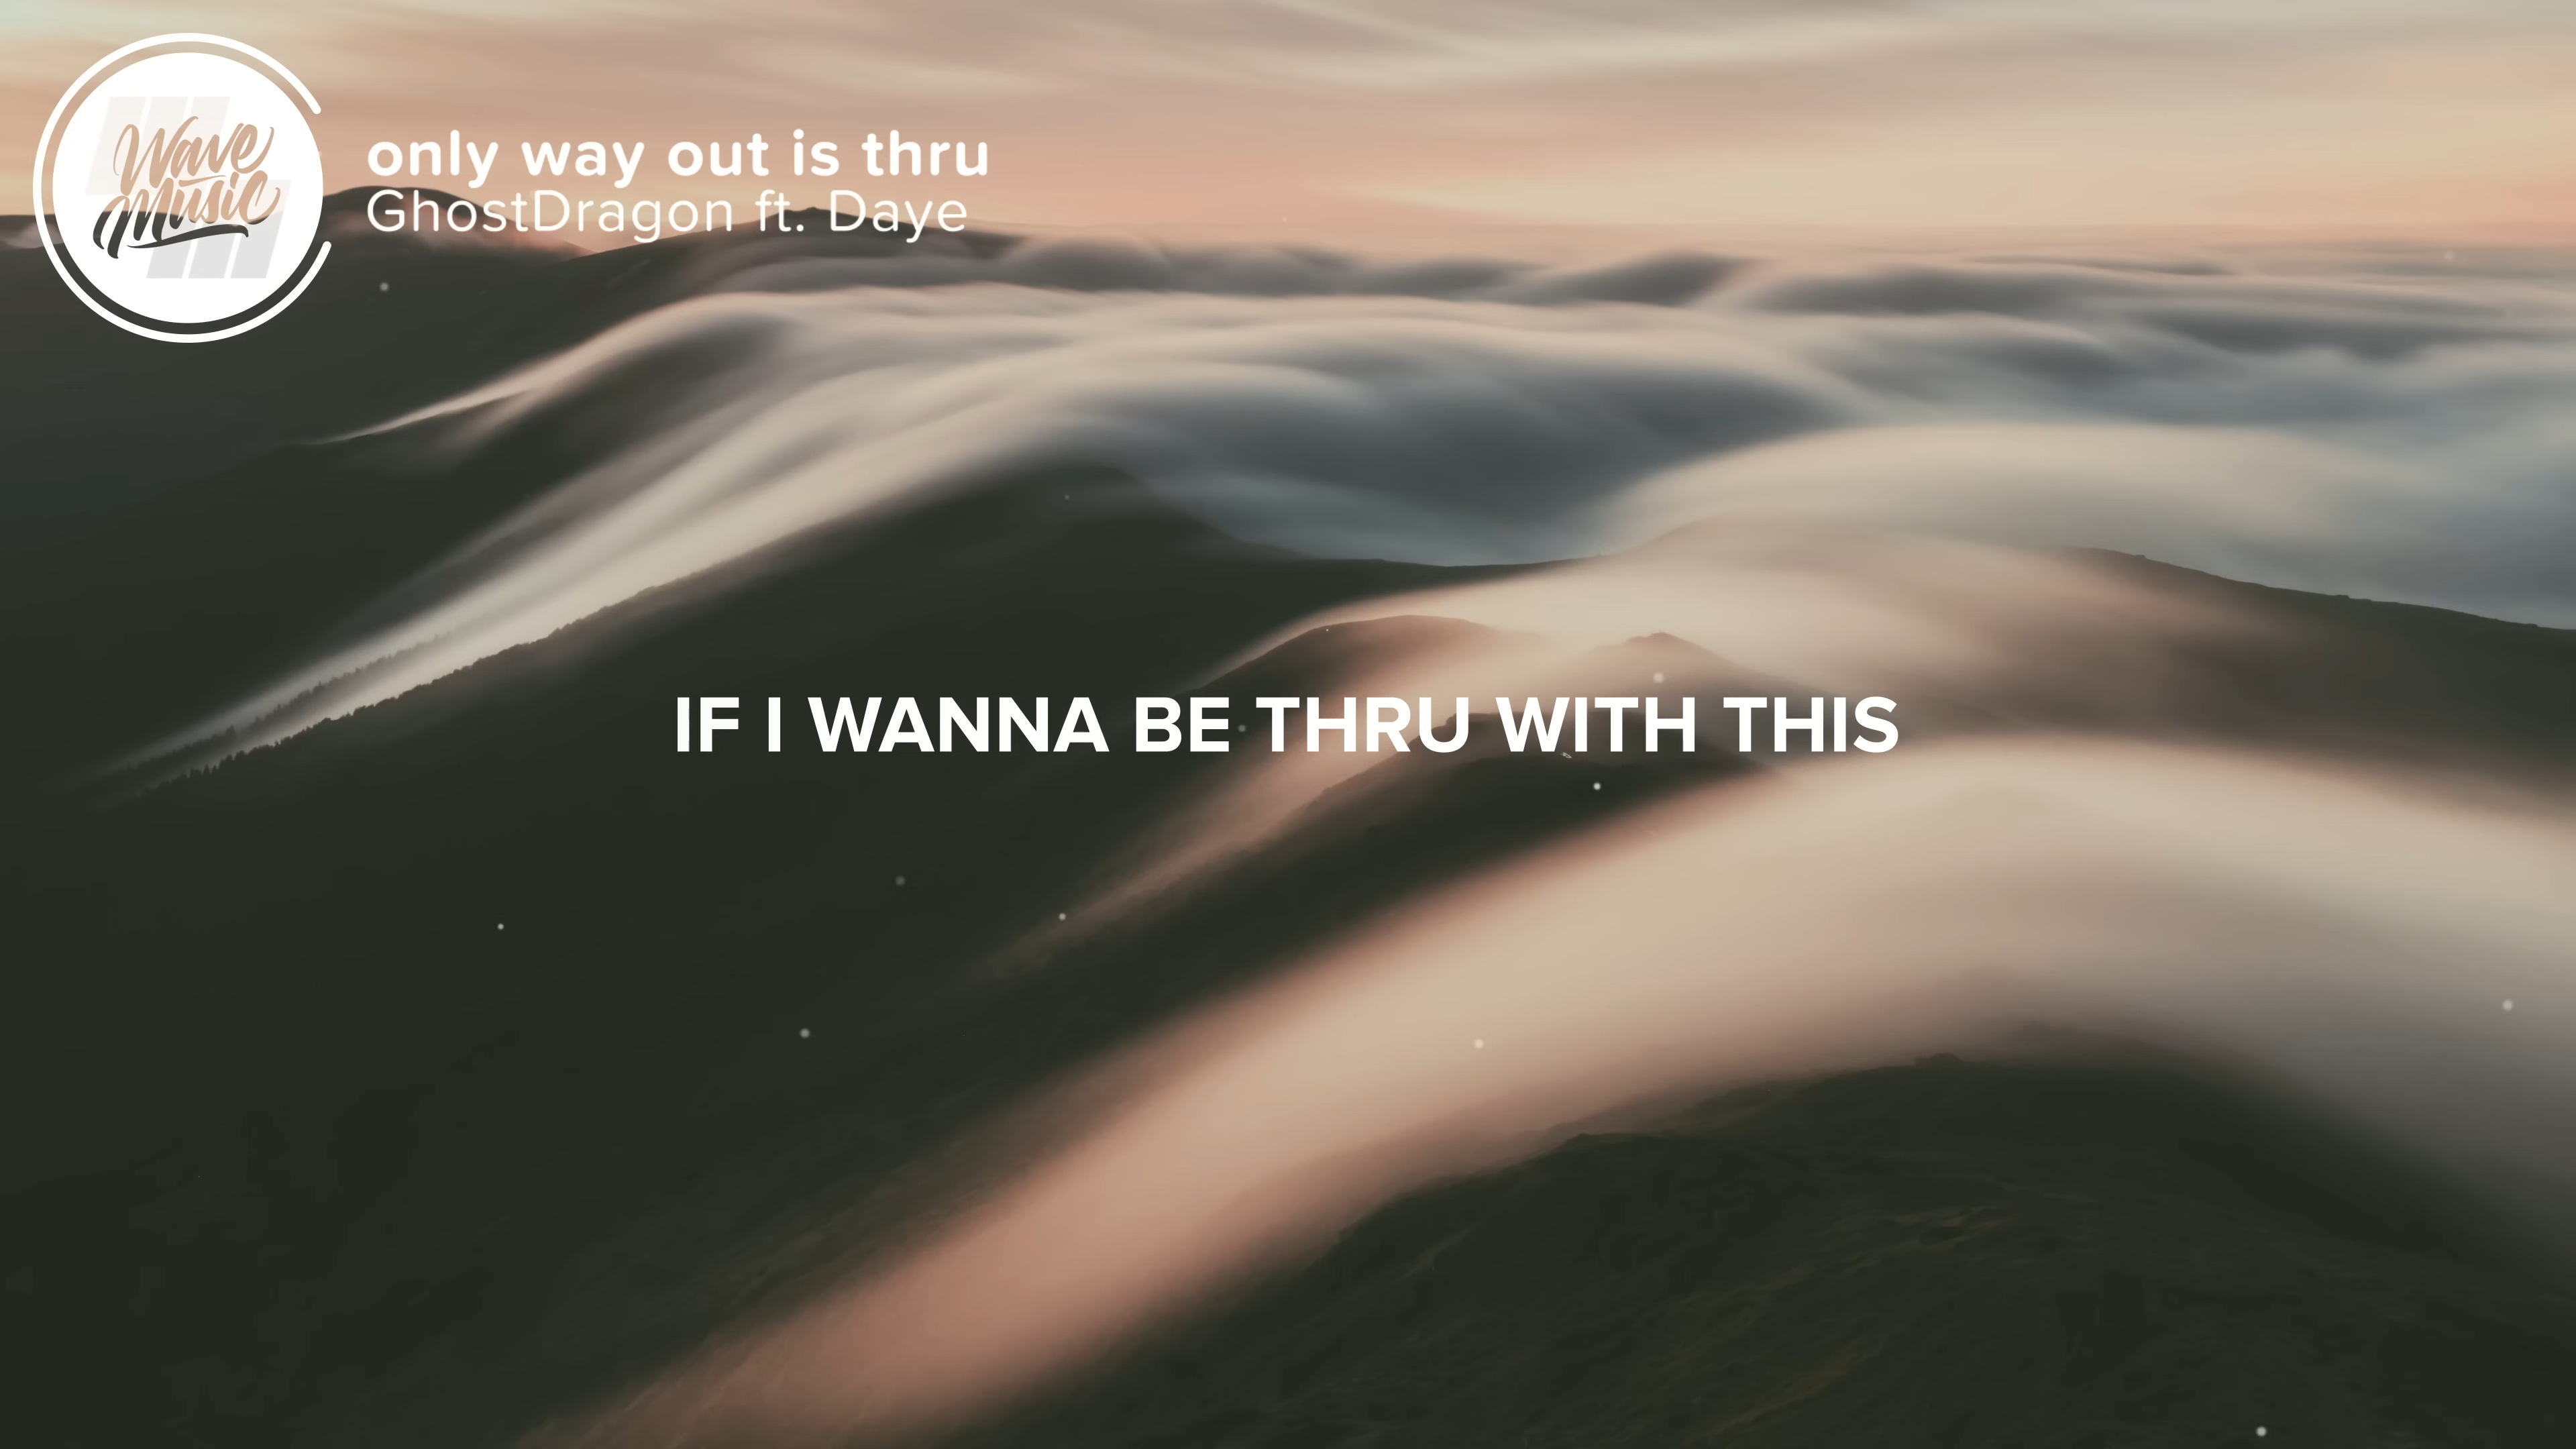 Wave
Music
only way out is thru
GhostDragon ft. Daye
IF I WANNA BE THRU WITH THIS